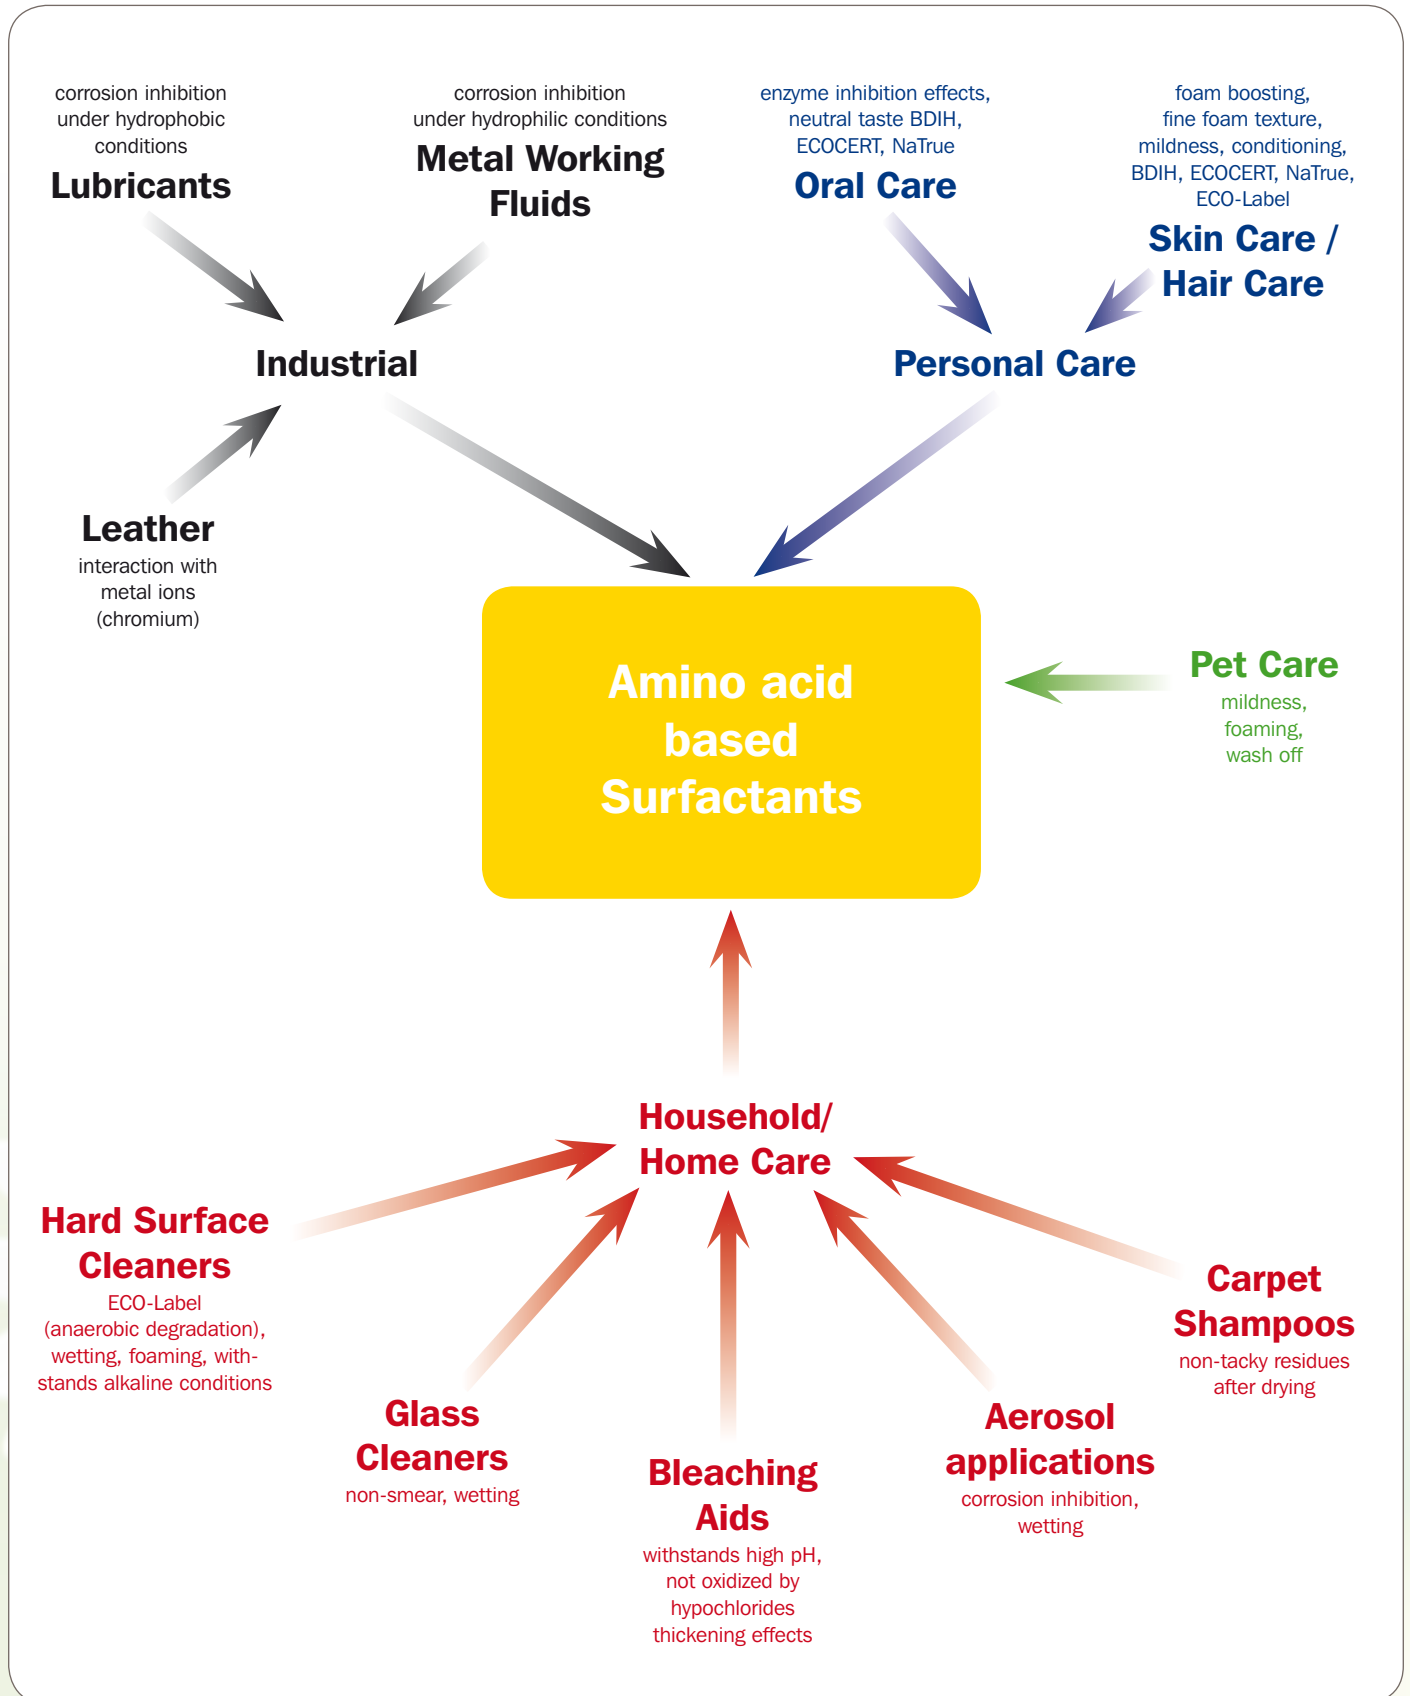 corrosion inhibition
under hydrophobic
conditions
Lubricants
corrosion inhibition
under hydrophilic conditions
Metal Working
Fluids
enzyme inhibition effects,
neutral taste BDIH,
ECOCERT, NaTrue
Oral Care
foam boosting,
fine foam texture,
mildness, conditioning,
BDIH, ECOCERT, NaTrue,
ECO-Label
Skin Care /
Hair Care
Industrial
Personal Care
Leather
interaction with
metal ions
(chromium)
Amino acid
based
Surfactants
Pet Care
mildness,
foaming,
wash off
Household/
Home Care
Hard Surface
Cleaners
ECO-Label
(anaerobic degradation),
wetting, foaming, with-
stands alkaline conditions
Glass
Cleaners
non-smear, wetting
Bleaching
Aids
withstands high pH,
not oxidized by
hypochlorides
thickening effects
Aerosol
applications
corrosion inhibition,
wetting
Carpet
Shampoos
non-tacky residues
after drying